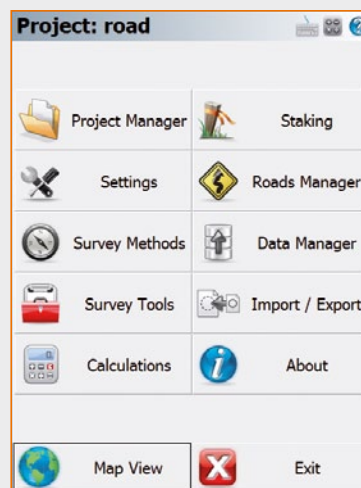 Project: road
Project Manager
Staking
Settings
Roads Manager
Survey Methods
Data Manager
Survey Tools
Import / Export
Calculations
About
Map View
Exit